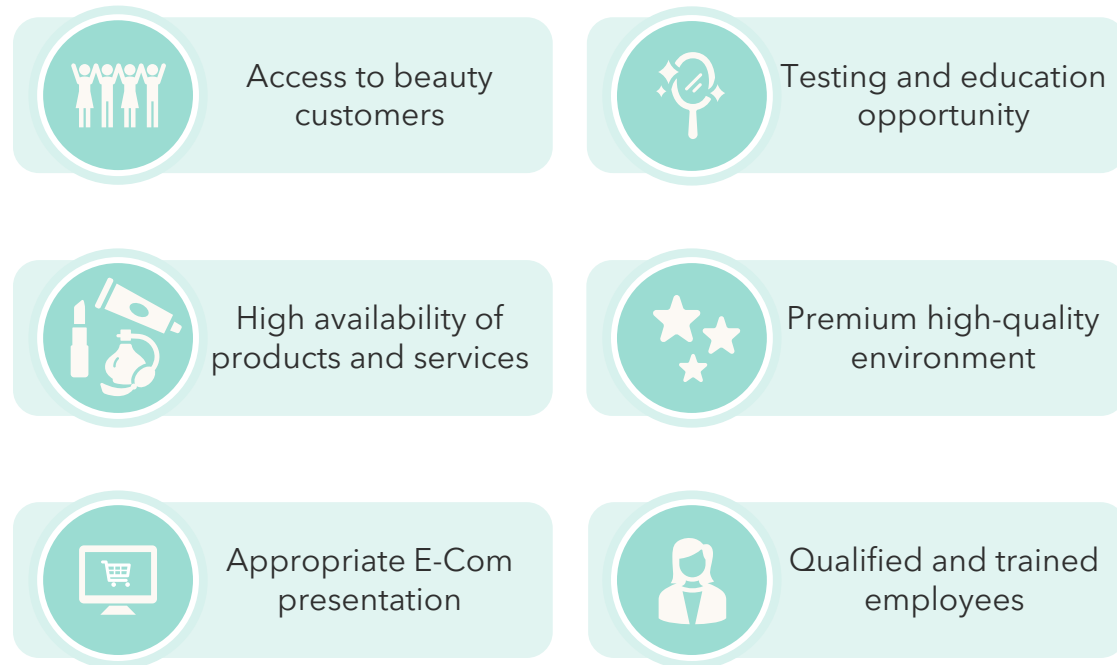 Access to beauty
customers
Testing and education
opportunity
High availability of
products and services
Premium high-quality
environment
Appropriate E-Com
presentation
Qualified and trained
employees